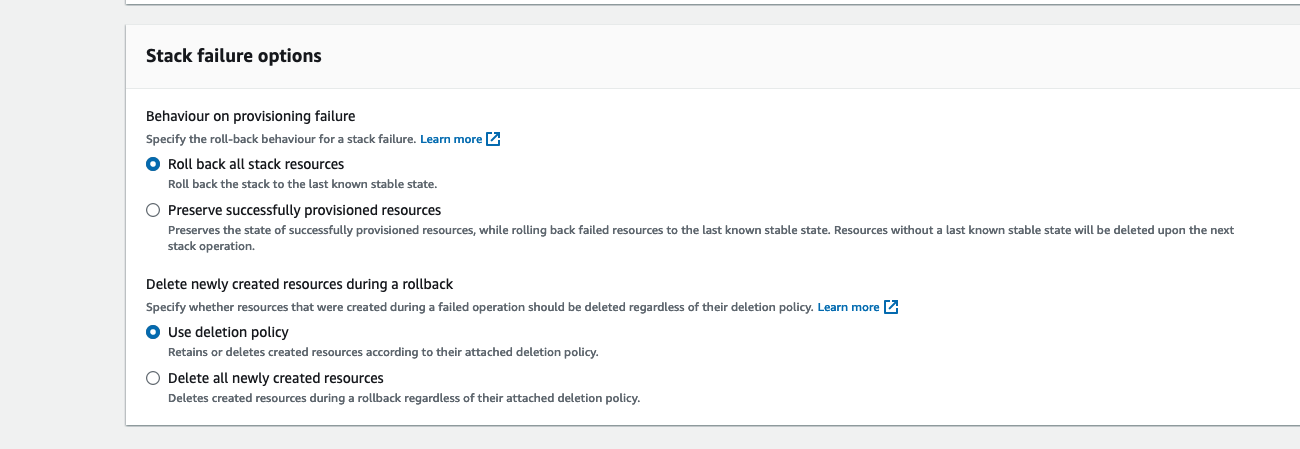 Stack failure options
Behaviour on provisioning failure
Specify the roll-back behaviour for a stack failure. Learn more
Roll back all stack resources
Roll back the stack to the last known stable state.
Preserve successfully provisioned resources
Preserves the state of successfully provisioned resources, while rolling back failed resources to the last known stable state. Resources without a last known stable state will be deleted upon the next
stack operation.
Delete newly created resources during a rollback
Specify whether resources that were created during a failed operation should be deleted regardless of their deletion policy. Learn more
Use deletion policy
Retains or deletes created resources according to their attached deletion policy.
Delete all newly created resources
Deletes created resources during a rollback regardless of their attached deletion policy.